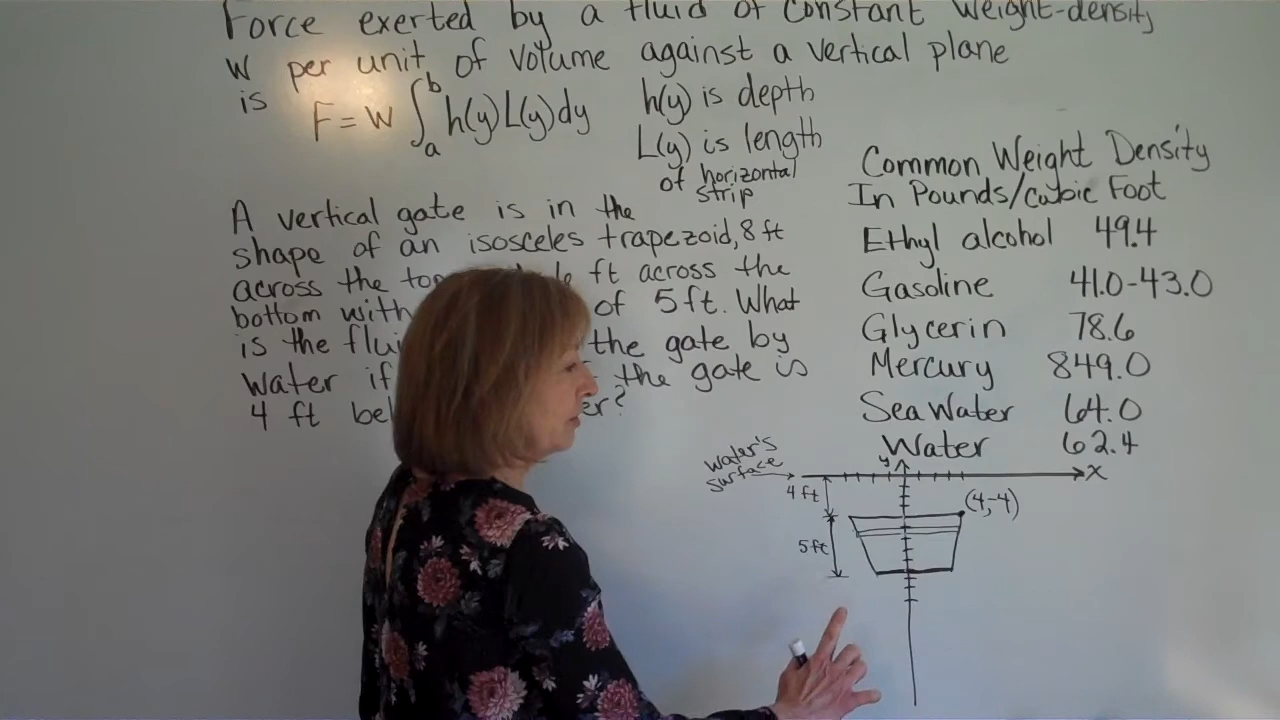 Force exerted by a fluid of constant weight-density
W per unit of volume against a vertical plane
is
F = W ∫_a^b h(y)L(y)dy
h(y) is depth
L(y) is length
of horizontal
strip
A vertical gate is in the
shape of an isosceles trapezoid, 8 ft
across the top ft across the
bottom with of 5 ft. What
is the the gate by
water if the gate is
4 ft
Common Weight Density
In Pounds/cubic Foot
Ethyl alcohol 49.4
Gasoline 41.0-43.0
Glycerin 78.6
Mercury 849.0
Sea Water 64.0
Water 62.4
water's
surface
y
x
4 ft
(4,-4)
5 ft